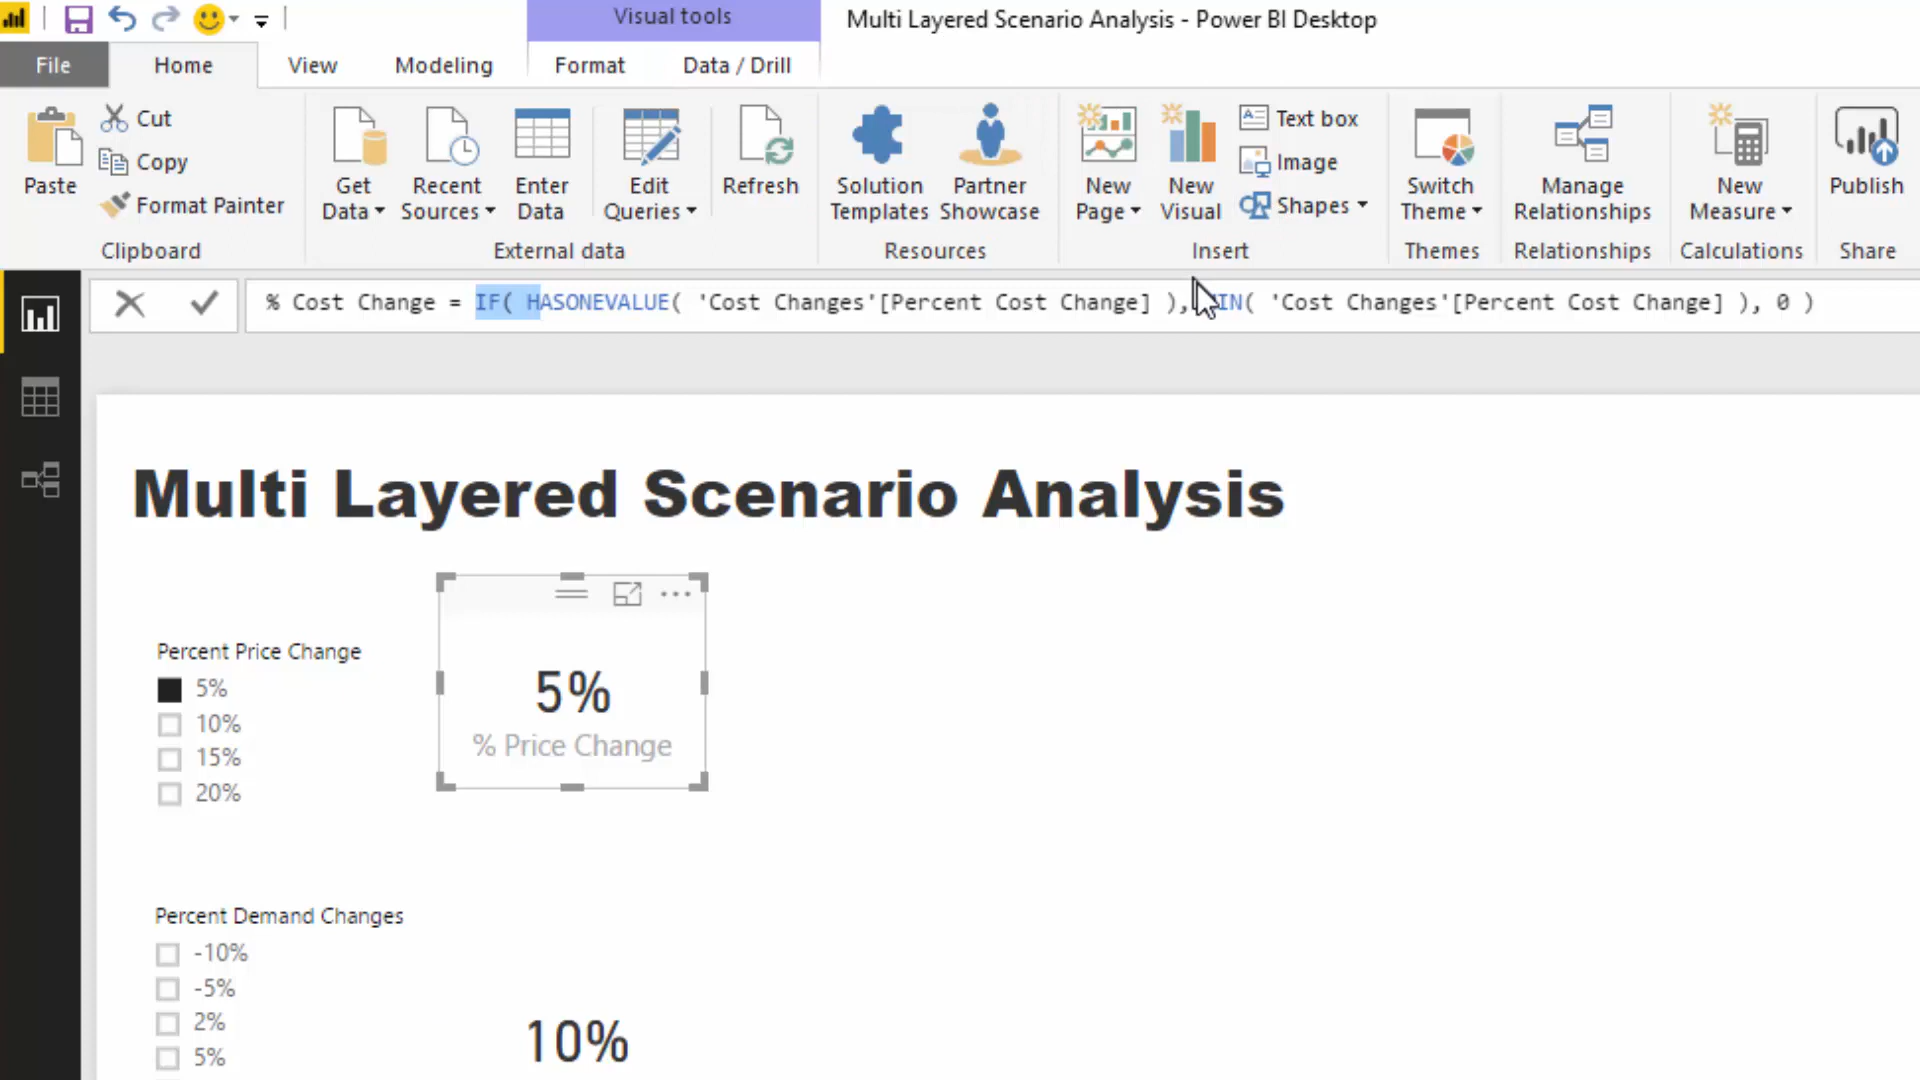 Visual tools
Multi Layered Scenario Analysis - Power BI Desktop
File Home View Modeling Format Data / Drill
Paste
Cut
Copy
Format Painter
Clipboard
Get Data
Recent Sources
Enter Data
Edit Queries
Refresh
External data
Solution Templates
Partner Showcase
Resources
New Page
New Visual
Text box
Image
Shapes
Insert
Switch Theme
Themes
Manage Relationships
Relationships
New Measure
Calculations
Publish
Share
% Cost Change = IF( HASONEVALUE( 'Cost Changes'[Percent Cost Change] ), IN( 'Cost Changes'[Percent Cost Change] ), 0 )
Multi Layered Scenario Analysis
Percent Price Change
5%
10%
15%
20%
5%
% Price Change
Percent Demand Changes
-10%
-5%
2%
5%
10%